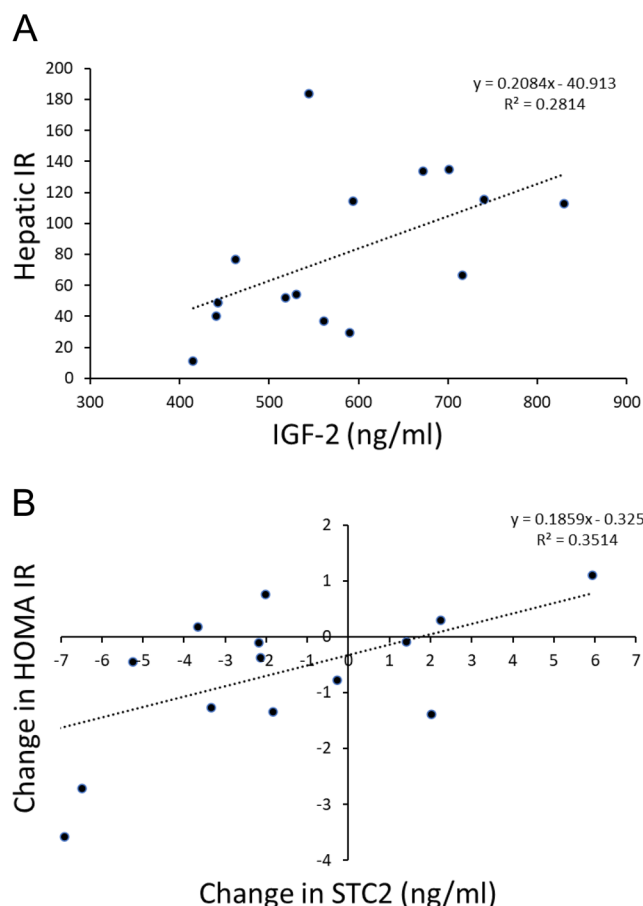 A
200
180
160
140
120
100
80
60
40
20
0
Hepatic IR
y = 0.2084x - 40.913
R² = 0.2814
300 400 500 600 700 800 900
IGF-2 (ng/ml)
B
2
1
0
-1
-2
-3
-4
Change in HOMA IR
y = 0.1859x - 0.325
R² = 0.3514
-7 -6 -5 -4 -3 -2 -1 0 1 2 3 4 5 6 7
Change in STC2 (ng/ml)